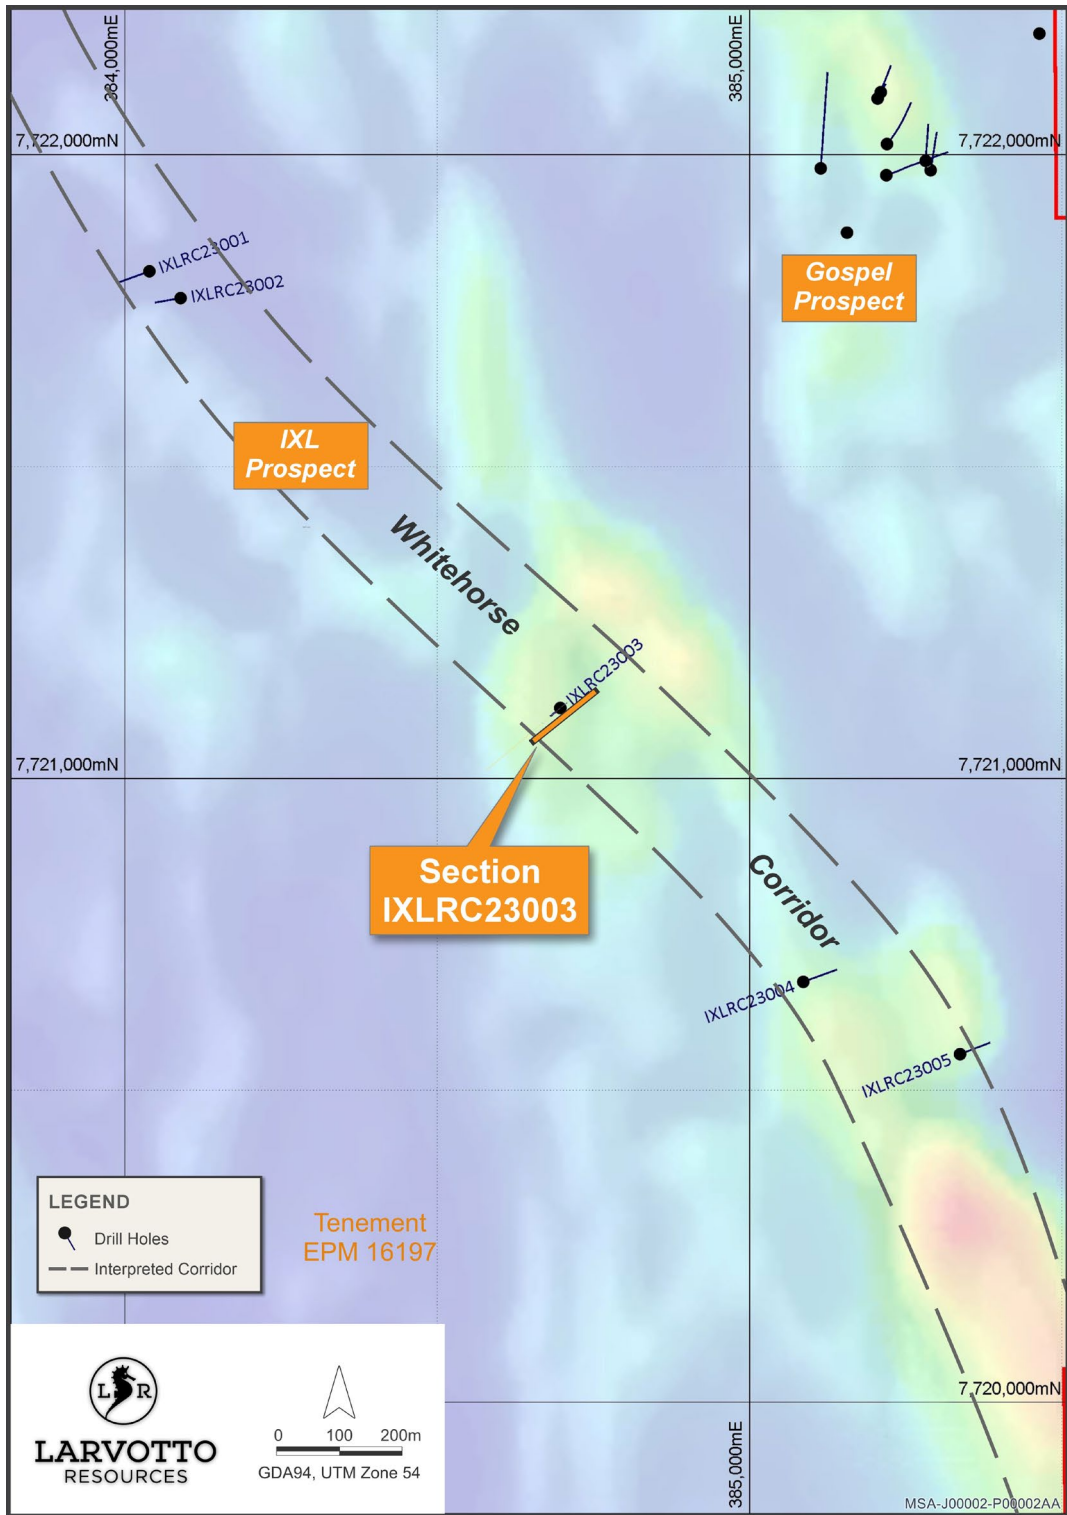 384,000mE
385,000mE
7,722,000mN
7,722,000mN
IXLRC23001
IXLRC23002
Gospel
Prospect
IXL
Prospect
Whitehorse
IXLRC23003
7,721,000mN
7,721,000mN
Section
IXLRC23003
Corridor
IXLRC23004
IXLRC23005
LEGEND
Drill Holes
Interpreted Corridor
Tenement
EPM 16197
L R
LARVOTTO
RESOURCES
0 100 200m
GDA94, UTM Zone 54
7,720,000mN
385,000mE
MSA-J00002-P00002AA